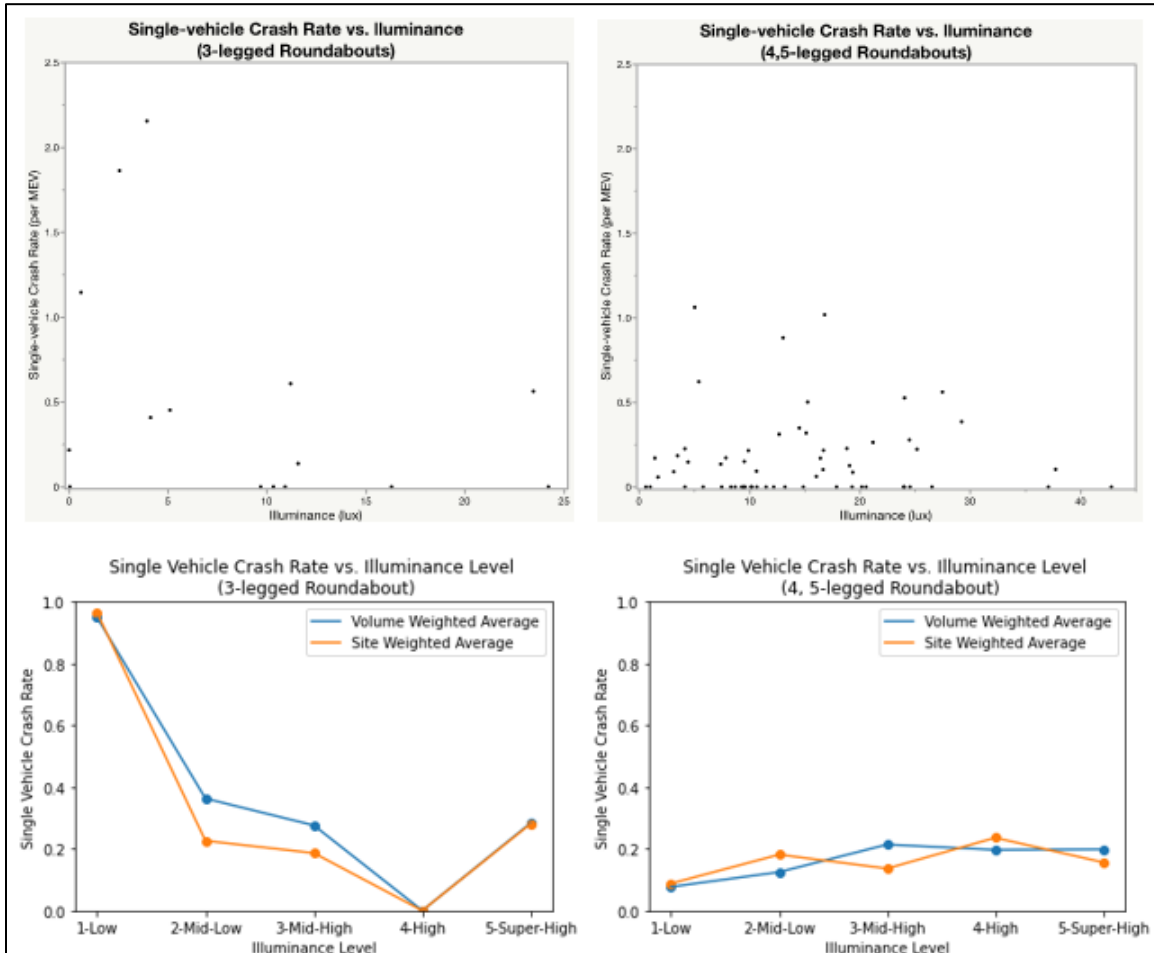 Single-vehicle Crash Rate vs. Iluminance
(3-legged Roundabouts)
2.5
2.0
1.5
1.0
0.5
0
Single-vehicle Crash Rate (per MEV)
0 5 10 15 20 25
Illuminance (lux)
Single-vehicle Crash Rate vs. Iluminance
(4,5-legged Roundabouts)
2.5
2.0
1.5
1.0
0.5
0
Single-vehicle Crash Rate (per MEV)
0 10 20 30 40
Illuminance (lux)
Single Vehicle Crash Rate vs. Illuminance Level
(3-legged Roundabout)
Volume Weighted Average
Site Weighted Average
1.0
0.8
0.6
0.4
0.2
0.0
Single Vehicle Crash Rate
1-Low 2-Mid-Low 3-Mid-High 4-High 5-Super-High
Illuminance Level
Single Vehicle Crash Rate vs. Illuminance Level
(4, 5-legged Roundabout)
Volume Weighted Average
Site Weighted Average
1.0
0.8
0.6
0.4
0.2
0.0
Single Vehicle Crash Rate
1-Low 2-Mid-Low 3-Mid-High 4-High 5-Super-High
Illuminance Level